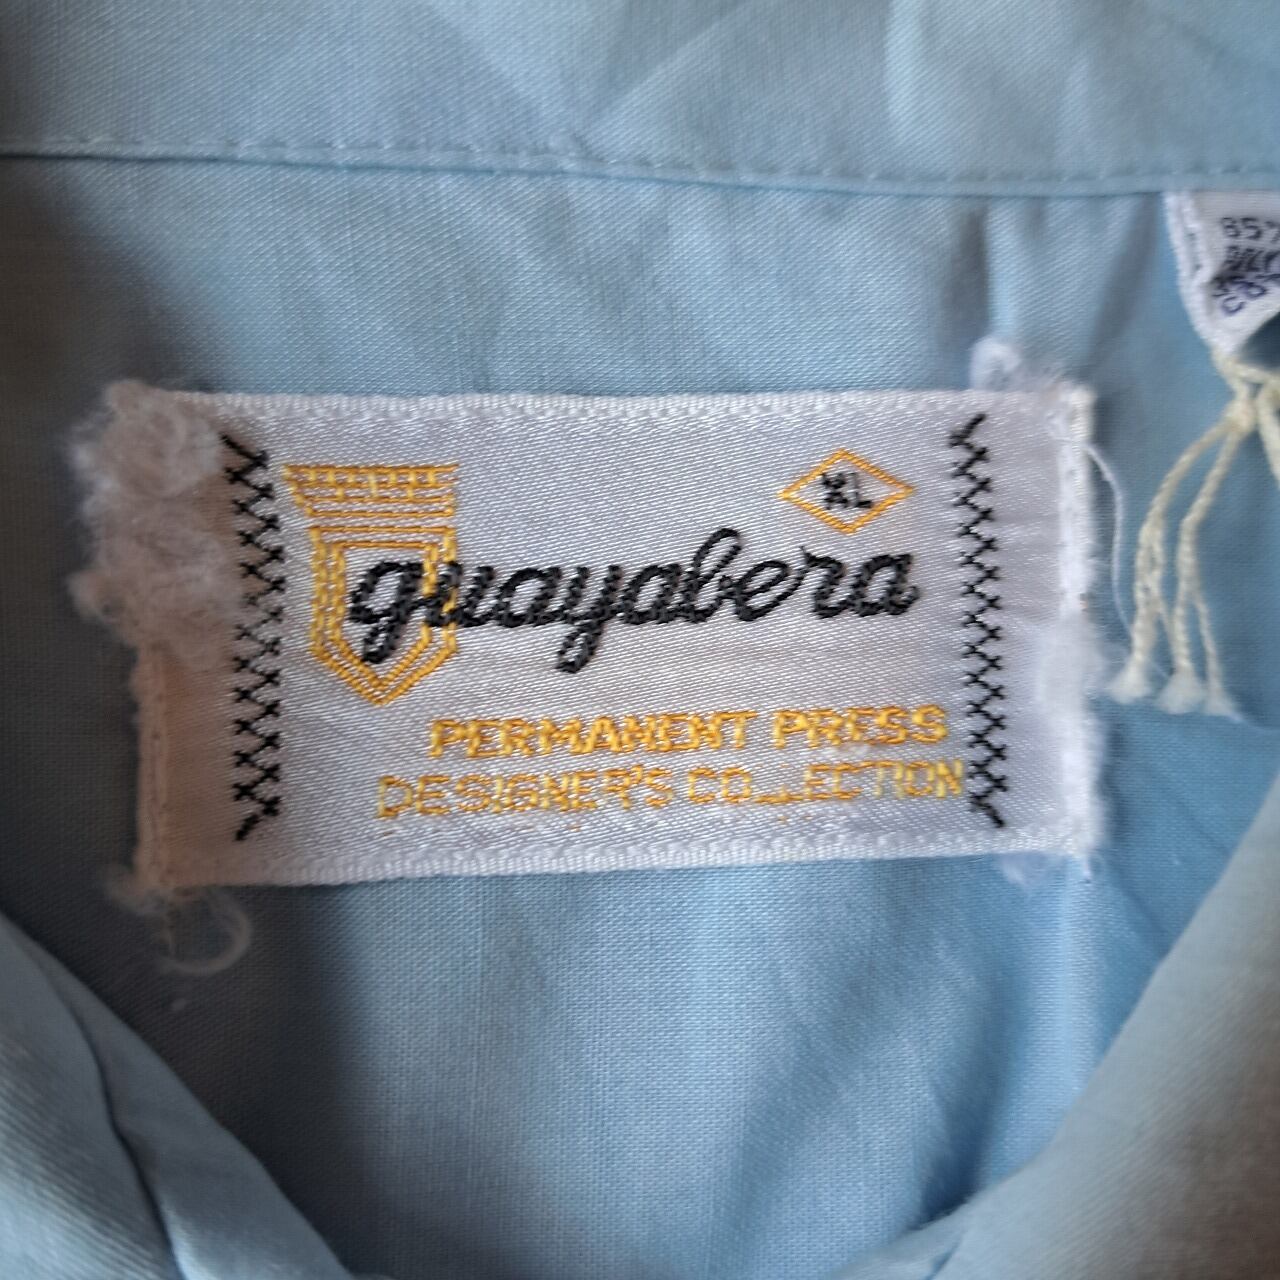 XL
guayabera
PERMANENT PRESS
DESIGNER'S COLLECTION